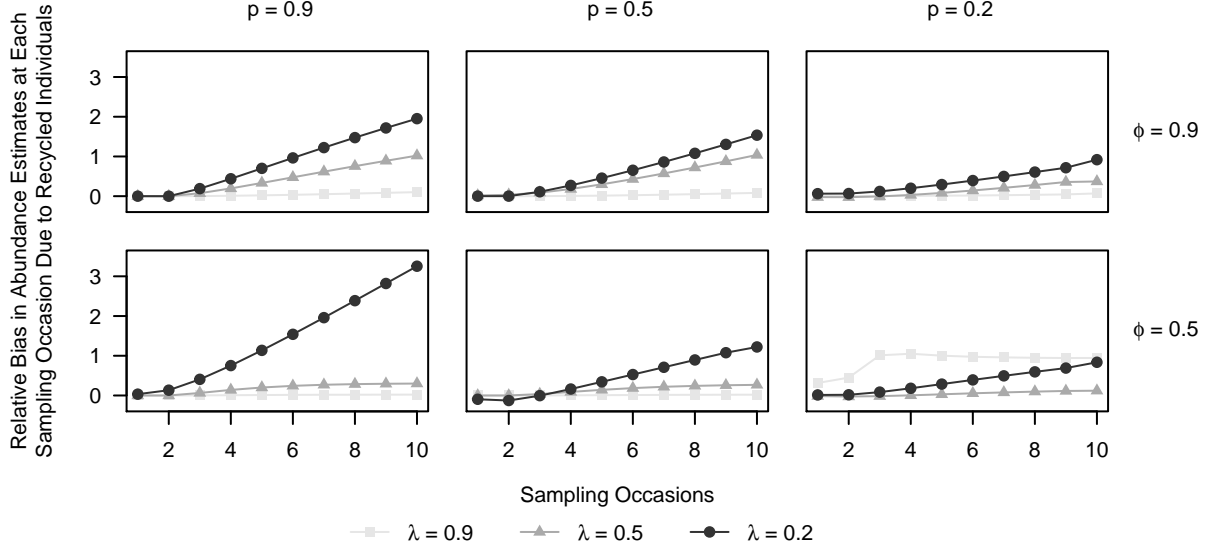 p = 0.9 p = 0.5 p = 0.2
Relative Bias in Abundance Estimates at Each
Sampling Occasion Due to Recycled Individuals
3
2
1
0
ϕ = 0.9
3
2
1
0
ϕ = 0.5
2 4 6 8 10 2 4 6 8 10 2 4 6 8 10
Sampling Occasions
λ = 0.9 λ = 0.5 λ = 0.2